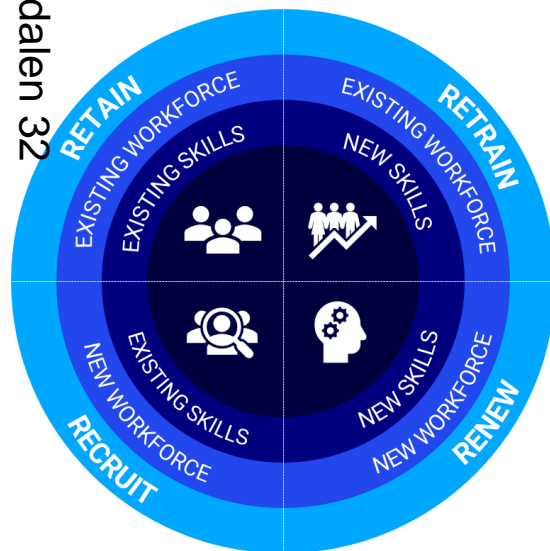 dalen 32
RETAIN
EXISTING WORKFORCE
EXISTING SKILLS
RETRAIN
EXISTING WORKFORCE
NEW SKILLS
EXISTING SKILLS
NEW WORKFORCE
RECRUIT
NEW SKILLS
NEW WORKFORCE
RENEW